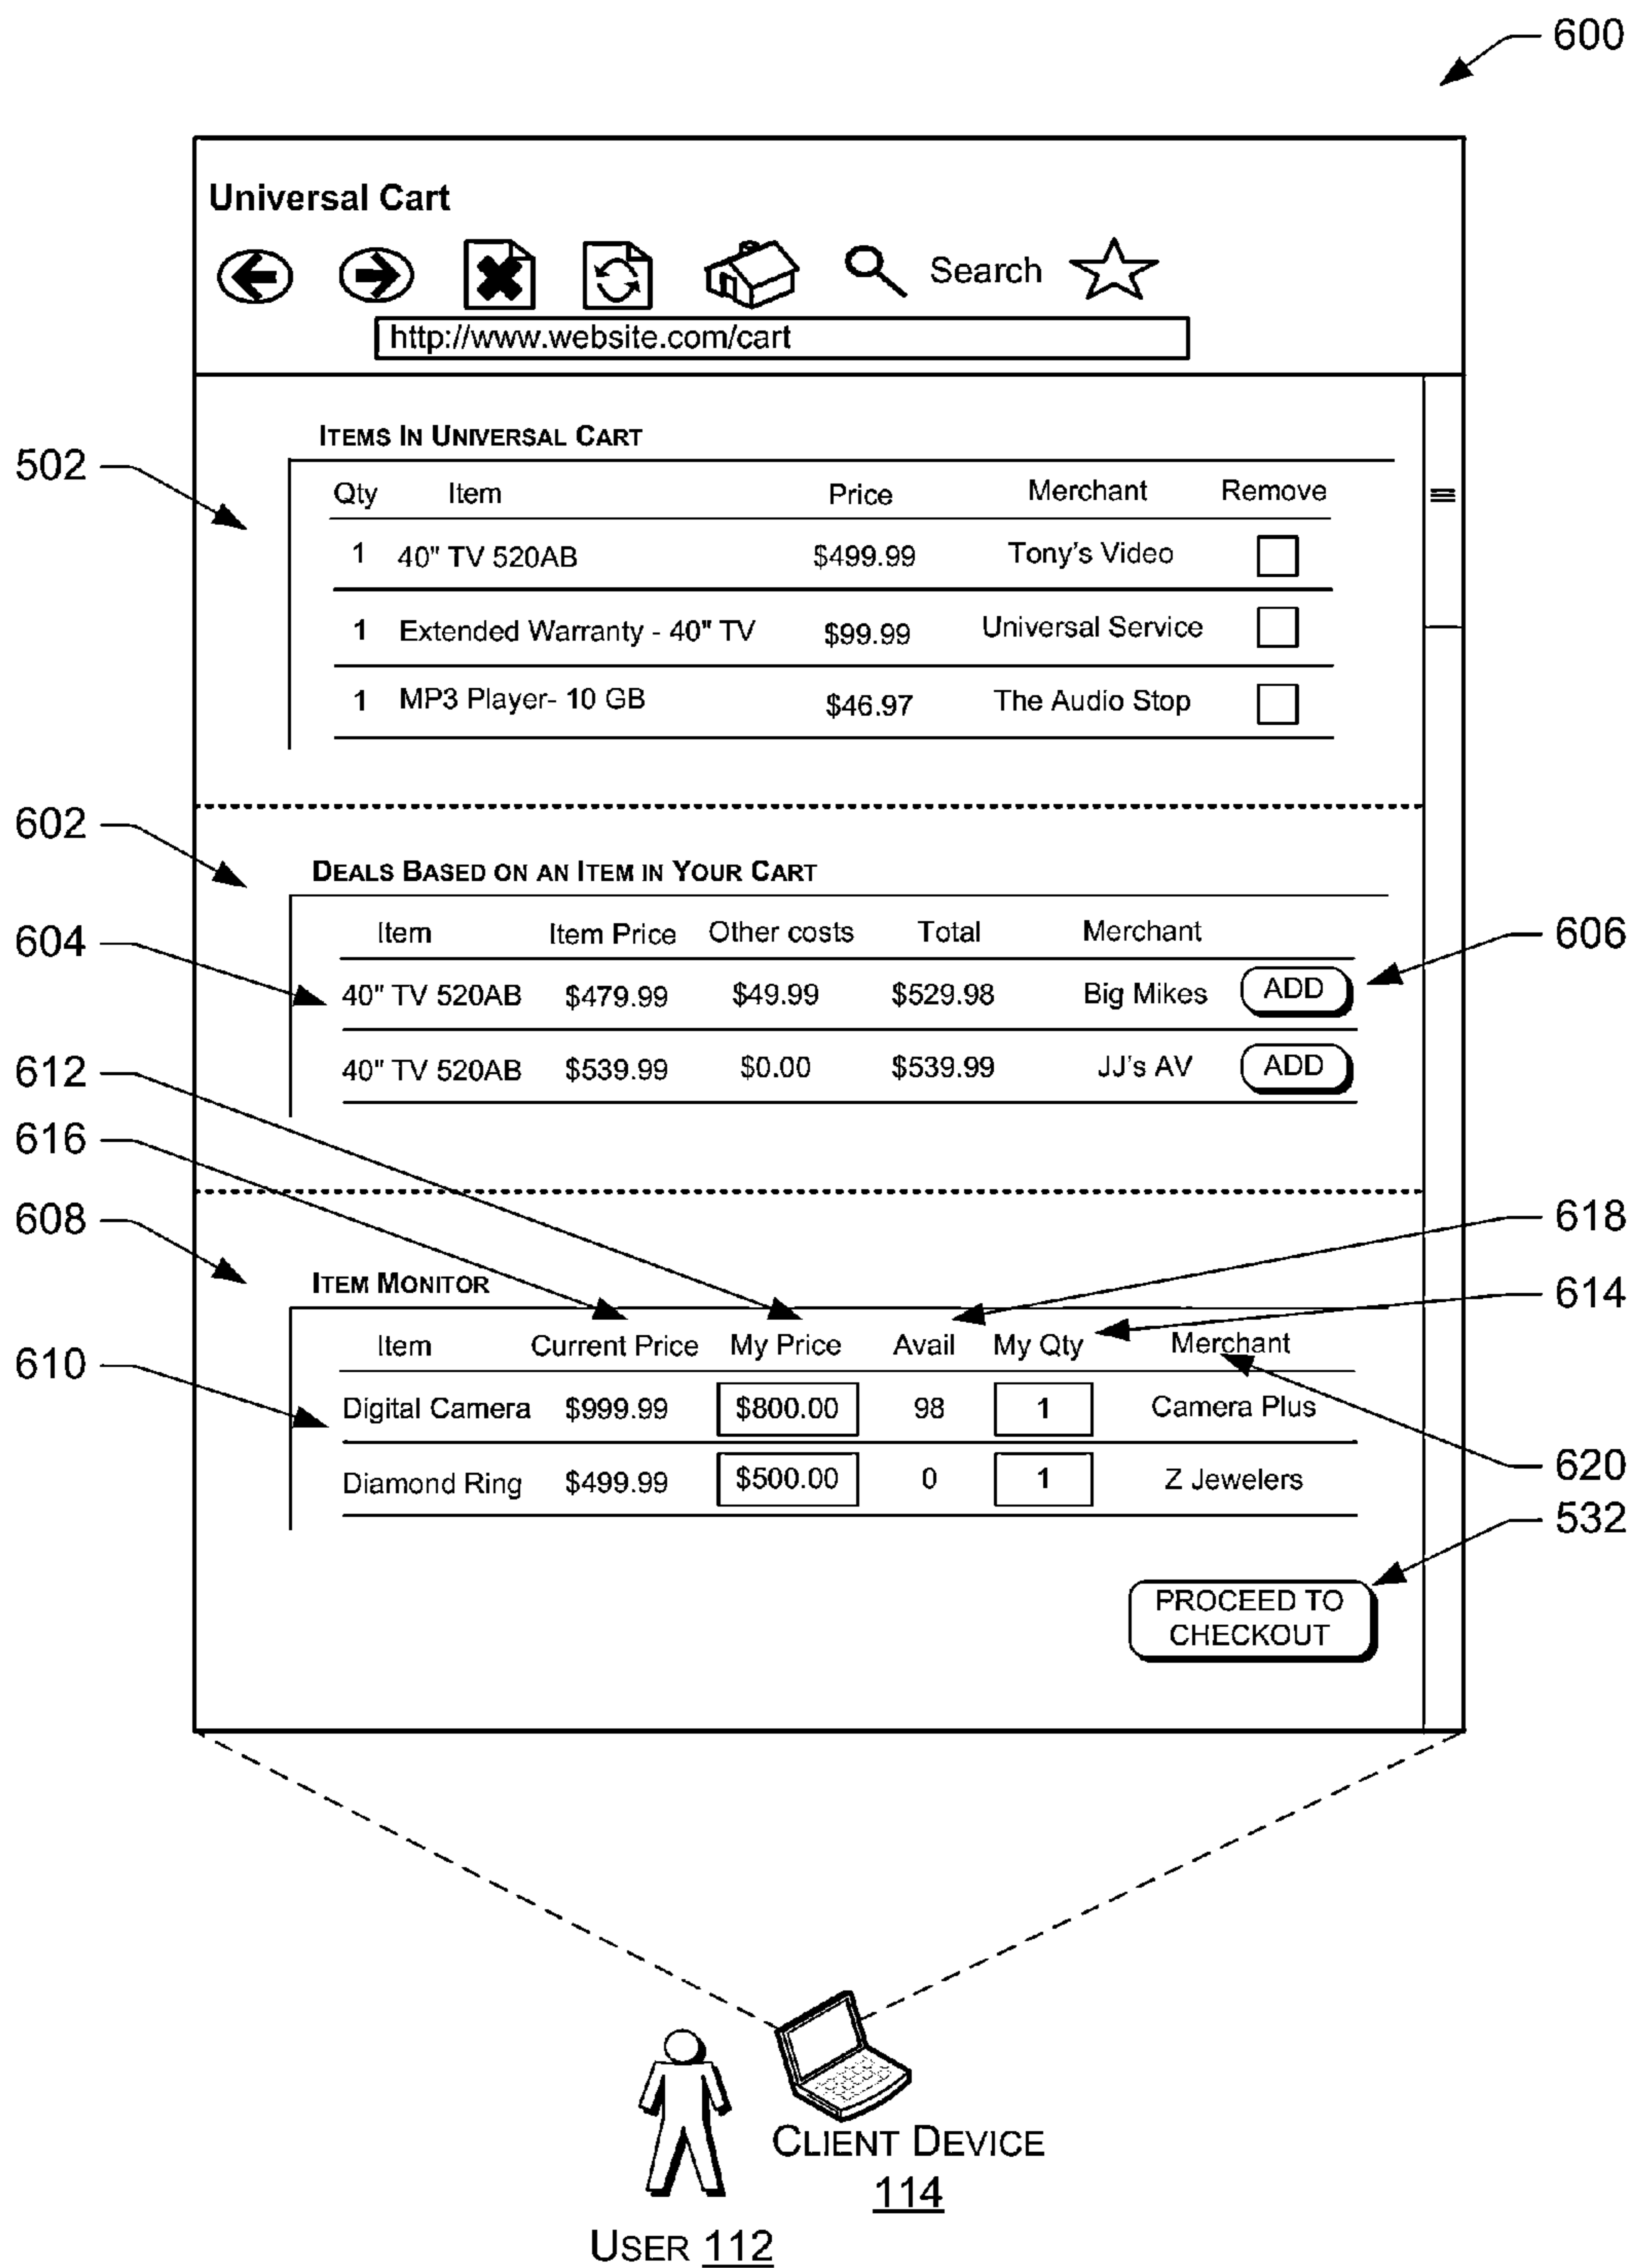 600
Universal Cart
Search
http://www.website.com/cart
ITEMS IN UNIVERSAL CART
502
Qty Item Price Merchant Remove
1 40" TV 520AB $499.99 Tony's Video
1 Extended Warranty - 40" TV $99.99 Universal Service
1 MP3 Player- 10 GB $46.97 The Audio Stop
602
DEALS BASED ON AN ITEM IN YOUR CART
604 Item Item Price Other costs Total Merchant 606
40" TV 520AB $479.99 $49.99 $529.98 Big Mikes ADD
40" TV 520AB $539.99 $0.00 $539.99 JJ's AV ADD
612
616
608 618
ITEM MONITOR 614
Item Current Price My Price Avail My Qty Merchant
610
Digital Camera $999.99 $800.00 98 1 Camera Plus
620
Diamond Ring $499.99 $500.00 0 1 Z Jewelers
532
PROCEED TO
CHECKOUT
CLIENT DEVICE
114
USER 112